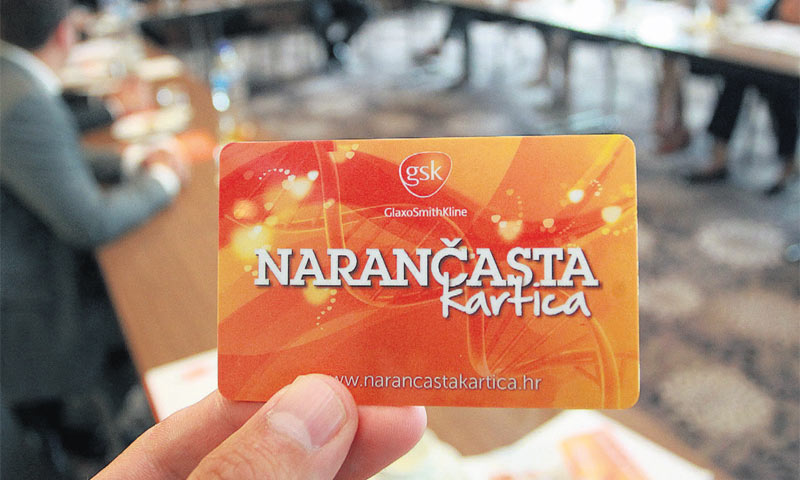 gsk
GlaxoSmithKline
NARANČASTA
kartica
www.narancastakartica.hr